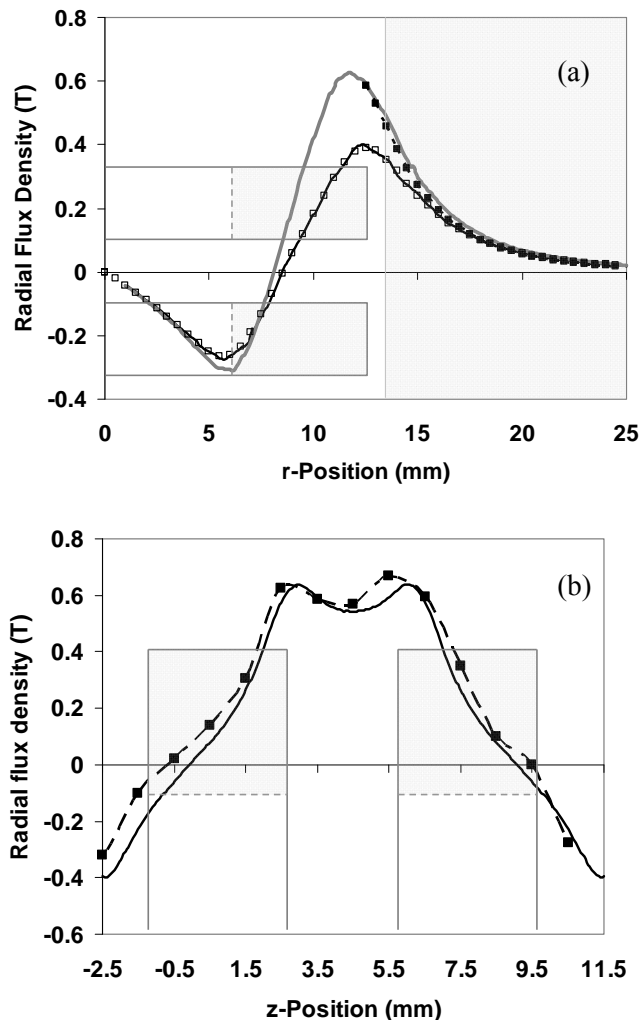 (a)
Radial Flux Density (T)
0.8
0.6
0.4
0.2
0
-0.2
-0.4
0 5 10 15 20 25
r-Position (mm)
(b)
Radial flux density (T)
0.8
0.6
0.4
0.2
0
-0.2
-0.4
-0.6
-2.5 -0.5 1.5 3.5 5.5 7.5 9.5 11.5
z-Position (mm)